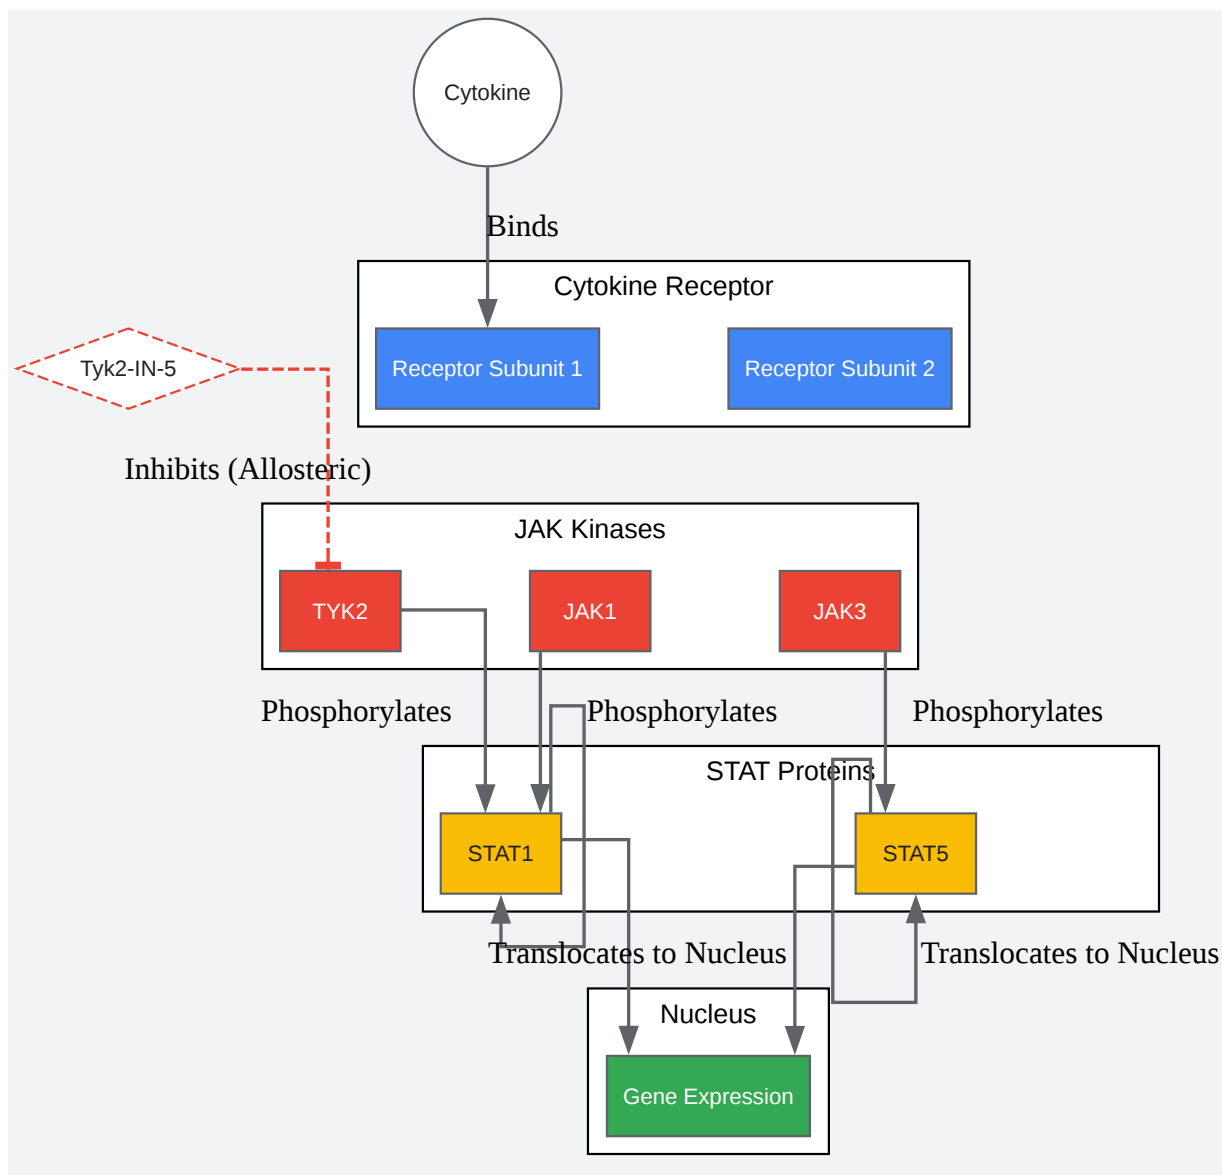 Cytokine
Binds
Cytokine Receptor
Receptor Subunit 1
Receptor Subunit 2
Tyk2-IN-5
Inhibits (Allosteric)
JAK Kinases
TYK2
JAK1
JAK3
Phosphorylates
Phosphorylates
Phosphorylates
STAT Proteins
STAT1
STAT5
Translocates to Nucleus
Translocates to Nucleus
Nucleus
Gene Expression